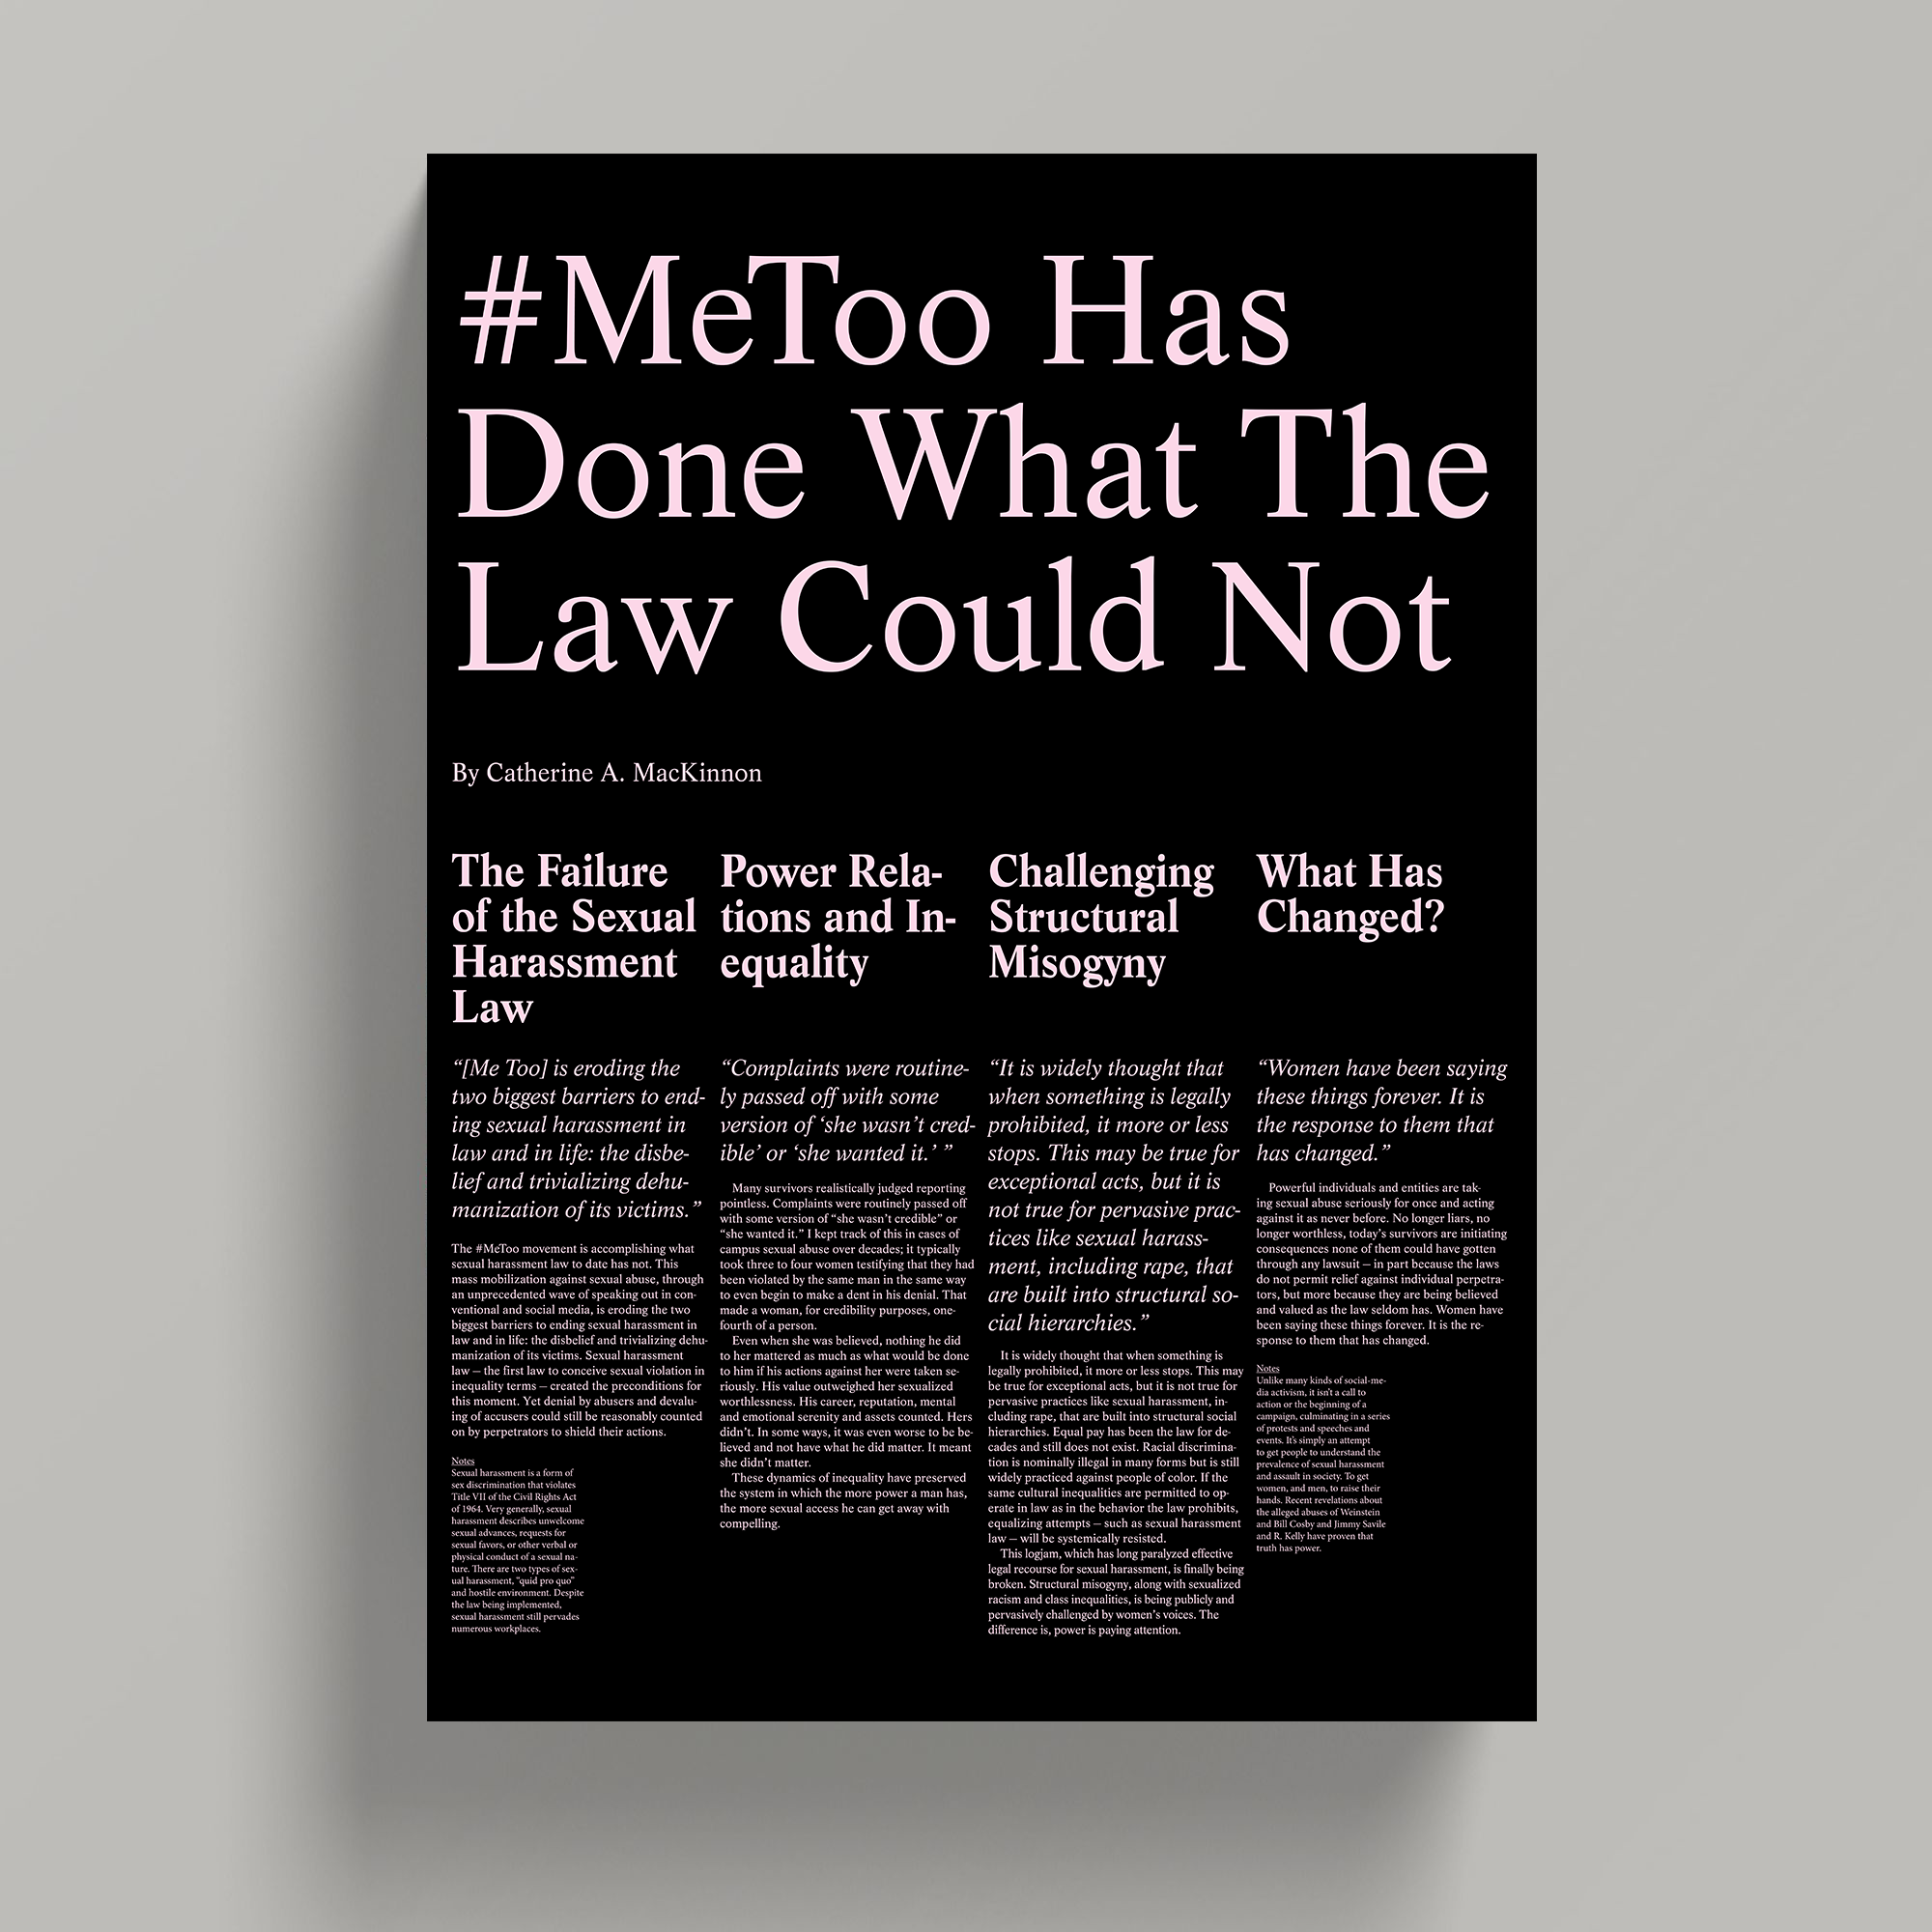 #MeToo Has
Done What The
Law Could Not
By Catherine A. MacKinnon
The Failure
of the Sexual
Harassment
Law
“[Me Too] is eroding the
two biggest barriers to end-
ing sexual harassment in
law and in life: the disbe-
lief and trivializing dehu-
manization of its victims.”
The #MeToo movement is accomplishing what
sexual harassment law to date has not. This
mass mobilization against sexual abuse, through
an unprecedented wave of speaking out in con-
ventional and social media, is eroding the two
biggest barriers to ending sexual harassment in
law and in life: the disbelief and trivializing dehu-
manization of its victims. Sexual harassment
law – the first law to conceive sexual violation in
inequality terms – created the preconditions for
this moment. Yet denial by abusers and devalu-
ing of accusers could still be reasonably counted
on by perpetrators to shield their actions.
Notes
Sexual harassment is a form of
sex discrimination that violates
Title VII of the Civil Rights Act
of 1964. Very generally, sexual
harassment describes unwelcome
sexual advances, requests for
sexual favors, or other verbal or
physical conduct of a sexual na-
ture. There are two types of sex-
ual harassment, “quid pro quo”
and hostile environment. Despite
the law being implemented,
sexual harassment still pervades
numerous workplaces.
Power Rela-
tions and In-
equality
“Complaints were routine-
ly passed off with some
version of ‘she wasn’t cred-
ible’ or ‘she wanted it.’ ”
Many survivors realistically judged reporting
pointless. Complaints were routinely passed off
with some version of “she wasn’t credible” or
“she wanted it.” I kept track of this in cases of
campus sexual abuse over decades; it typically
took three to four women testifying that they had
been violated by the same man in the same way
to even begin to make a dent in his denial. That
made a woman, for credibility purposes, one-
fourth of a person.
Even when she was believed, nothing he did
to her mattered as much as what would be done
to him if his actions against her were taken se-
riously. His value outweighed her sexualized
worthlessness. His career, reputation, mental
and emotional serenity and assets counted. Hers
didn’t. In some ways, it was even worse to be be-
lieved and not have what he did matter. It meant
she didn’t matter.
These dynamics of inequality have preserved
the system in which the more power a man has,
the more sexual access he can get away with
compelling.
Challenging
Structural
Misogyny
“It is widely thought that
when something is legally
prohibited, it more or less
stops. This may be true for
exceptional acts, but it is
not true for pervasive prac-
tices like sexual harass-
ment, including rape, that
are built into structural so-
cial hierarchies.”
It is widely thought that when something is
legally prohibited, it more or less stops. This may
be true for exceptional acts, but it is not true for
pervasive practices like sexual harassment, in-
cluding rape, that are built into structural social
hierarchies. Equal pay has been the law for de-
cades and still does not exist. Racial discrimina-
tion is nominally illegal in many forms but is still
widely practiced against people of color. If the
same cultural inequalities are permitted to op-
erate in law as in the behavior the law prohibits,
equalizing attempts – such as sexual harassment
law – will be systemically resisted.
This logjam, which has long paralyzed effective
legal recourse for sexual harassment, is finally being
broken. Structural misogyny, along with sexualized
racism and class inequalities, is being publicly and
pervasively challenged by women’s voices. The
difference is, power is paying attention.
What Has
Changed?
“Women have been saying
these things forever. It is
the response to them that
has changed.”
Powerful individuals and entities are tak-
ing sexual abuse seriously for once and acting
against it as never before. No longer liars, no
longer worthless, today’s survivors are initiating
consequences none of them could have gotten
through any lawsuit – in part because the laws
do not permit relief against individual perpetra-
tors, but more because they are being believed
and valued as the law seldom has. Women have
been saying these things forever. It is the re-
sponse to them that has changed.
Notes
Unlike many kinds of social-me-
dia activism, it isn’t a call to
action or the beginning of a
campaign, culminating in a series
of protests and speeches and
events. It’s simply an attempt
to get people to understand the
prevalence of sexual harassment
and assault in society. To get
women, and men, to raise their
hands. Recent revelations about
the alleged abuses of Weinstein
and Bill Cosby and Jimmy Savile
and R. Kelly have proven that
truth has power.